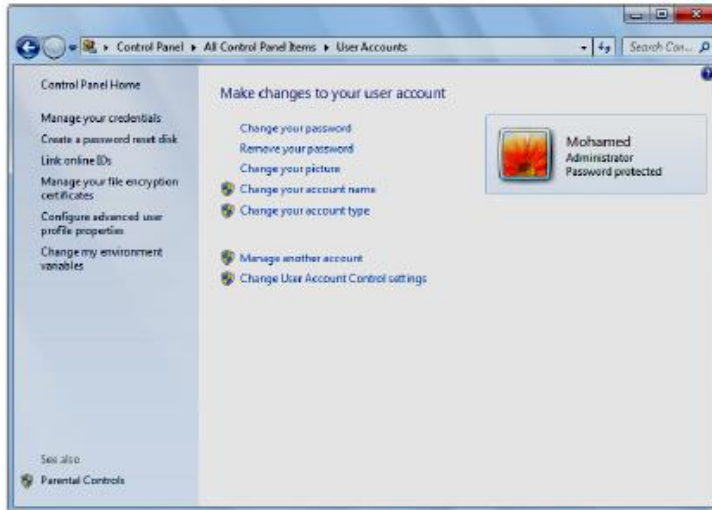 Control Panel ▸ All Control Panel Items ▸ User Accounts
Search Con...
Control Panel Home
Manage your credentials
Create a password reset disk
Link online IDs
Manage your file encryption
certificates
Configure advanced user
profile properties
Change my environment
variables
See also
Parental Controls
Make changes to your user account
Change your password
Remove your password
Change your picture
Change your account name
Change your account type
Manage another account
Change User Account Control settings
Mohamed
Administrator
Password protected